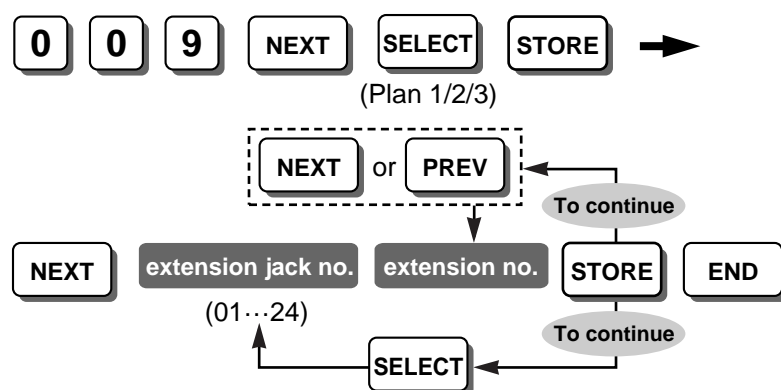 0 0 9 NEXT SELECT STORE
(Plan 1/2/3)
NEXT or PREV
To continue
NEXT extension jack no. extension no. STORE END
(01···24)
To continue
SELECT